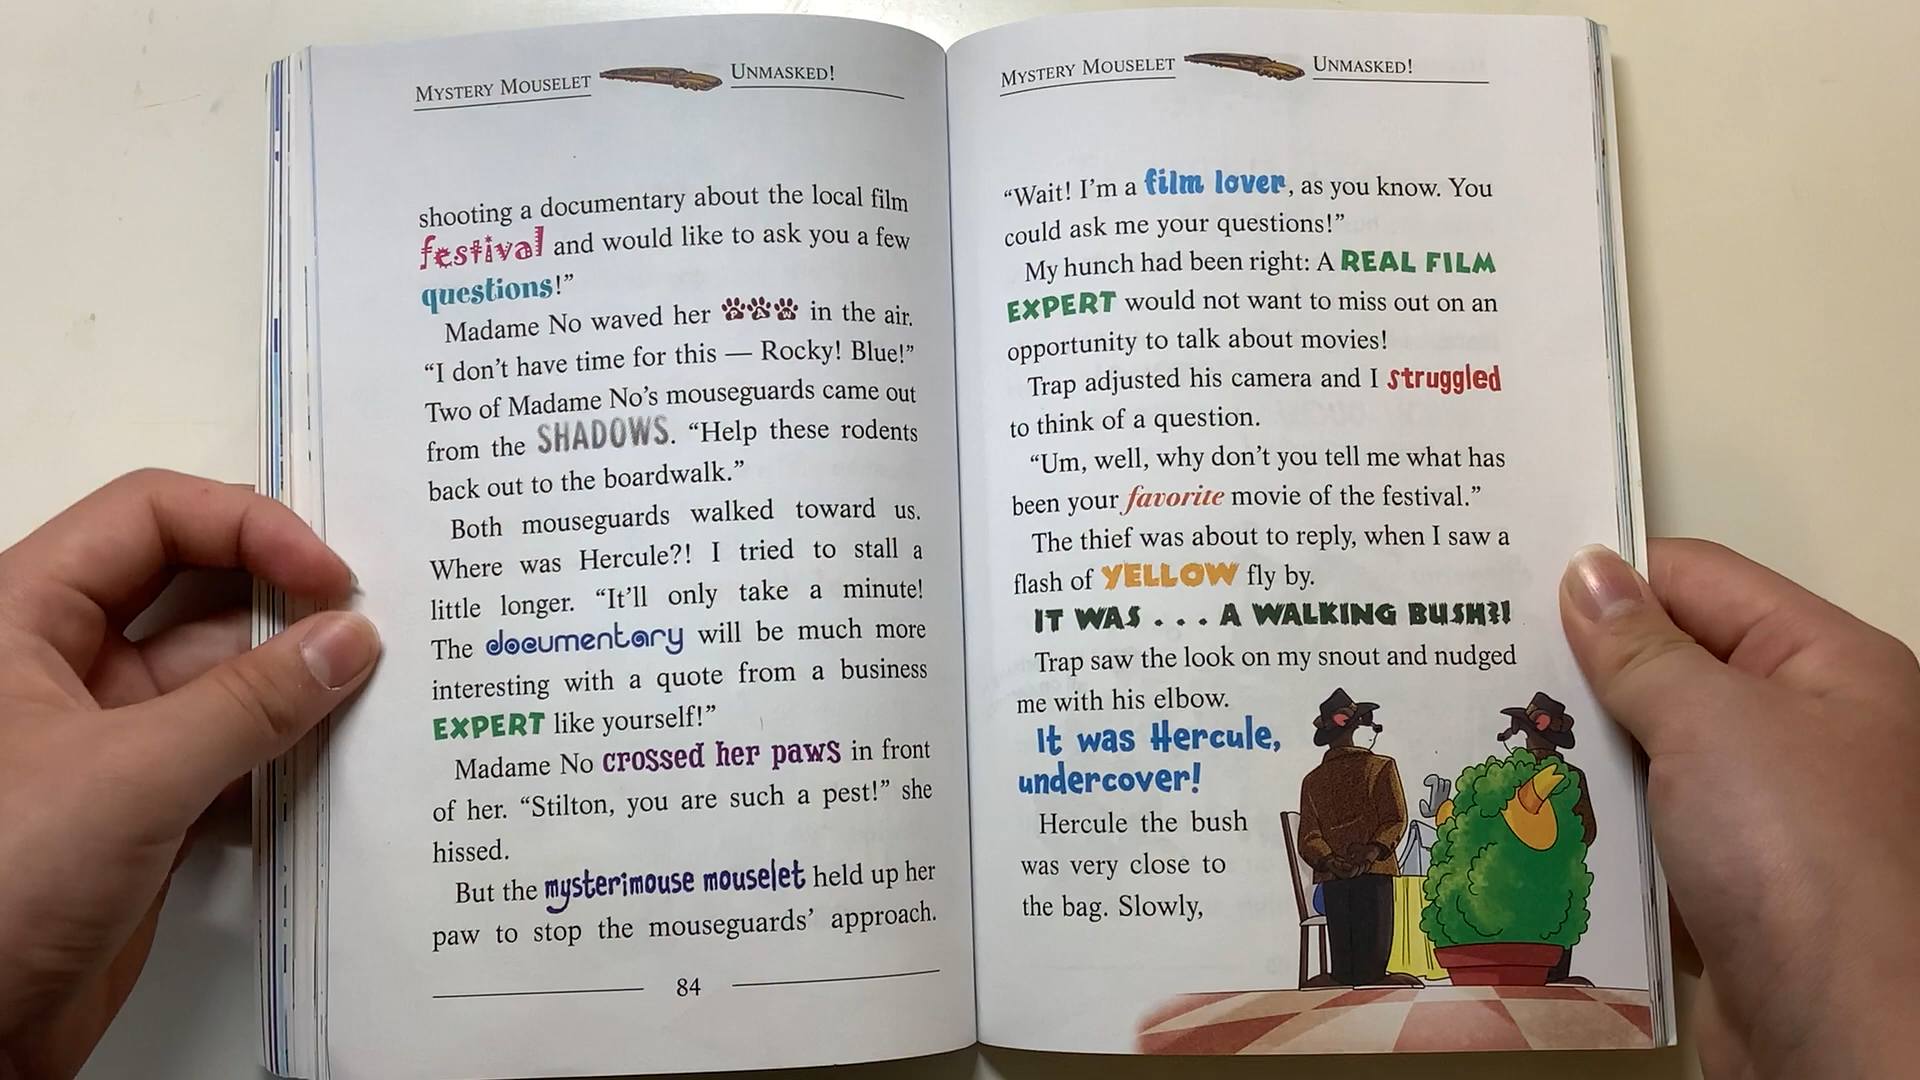 MYSTERY MOUSELET UNMASKED!
shooting a documentary about the local film
festival and would like to ask you a few
questions!”
Madame No waved her PAW in the air.
“I don’t have time for this — Rocky! Blue!”
Two of Madame No’s mouseguards came out
from the SHADOWS. “Help these rodents
back out to the boardwalk.”
Both mouseguards walked toward us.
Where was Hercule?! I tried to stall a
little longer. “It’ll only take a minute!
The documentary will be much more
interesting with a quote from a business
EXPERT like yourself!”
Madame No crossed her paws in front
of her. “Stilton, you are such a pest!” she
hissed.
But the mysterimouse mouselet held up her
paw to stop the mouseguards’ approach.
84
MYSTERY MOUSELET UNMASKED!
“Wait! I’m a film lover, as you know. You
could ask me your questions!”
My hunch had been right: A REAL FILM
EXPERT would not want to miss out on an
opportunity to talk about movies!
Trap adjusted his camera and I struggled
to think of a question.
“Um, well, why don’t you tell me what has
been your favorite movie of the festival.”
The thief was about to reply, when I saw a
flash of YELLOW fly by.
IT WAS . . . A WALKING BUSH?!
Trap saw the look on my snout and nudged
me with his elbow.
It was Hercule,
undercover!
Hercule the bush
was very close to
the bag. Slowly,